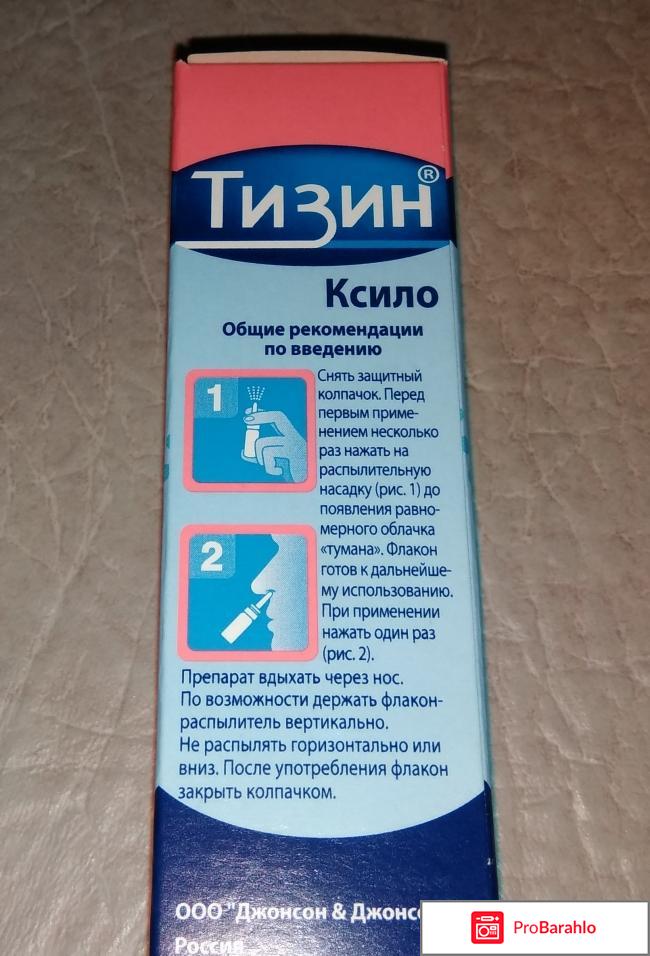 Тизин®
Ксило
Общие рекомендации
по введению
1
Снять защитный
колпачок. Перед
первым приме-
нением несколько
раз нажать на
распылительную
насадку (рис. 1) до
появления равно-
мерного облачка
«тумана». Флакон
готов к дальнейше-
му использованию.
При применении
нажать один раз
(рис. 2).
2
Препарат вдыхать через нос.
По возможности держать флакон-
распылитель вертикально.
Не распылять горизонтально или
вниз. После употребления флакон
закрыть колпачком.
ООО "Джонсон & Джонс
Россия
ProBarahlo